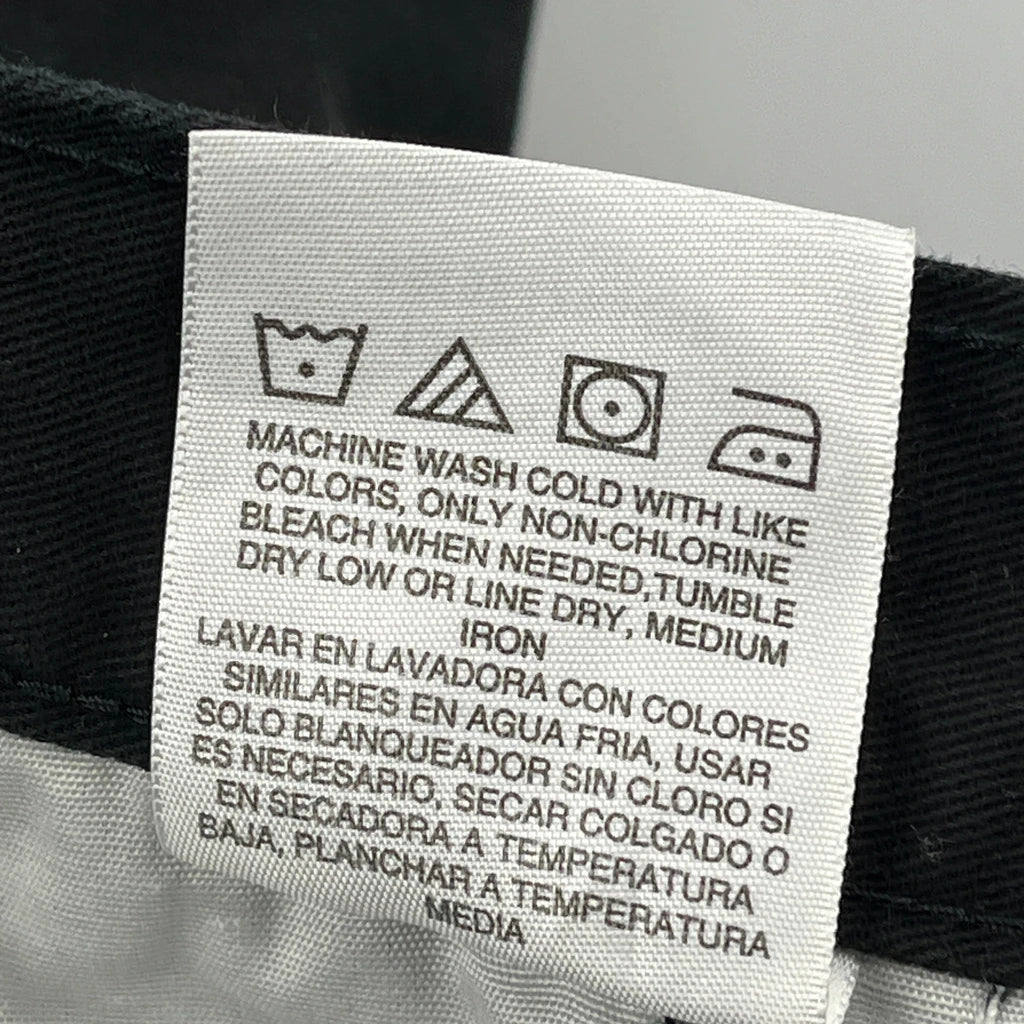 MACHINE WASH COLD WITH LIKE
COLORS, ONLY NON-CHLORINE
BLEACH WHEN NEEDED,TUMBLE
DRY LOW OR LINE DRY, MEDIUM
IRON
LAVAR EN LAVADORA CON COLORES
SIMILARES EN AGUA FRIA, USAR
SOLO BLANQUEADOR SIN CLORO SI
ES NECESARIO, SECAR COLGADO O
EN SECADORA A TEMPERATURA
BAJA, PLANCHAR A TEMPERATURA
MEDIA